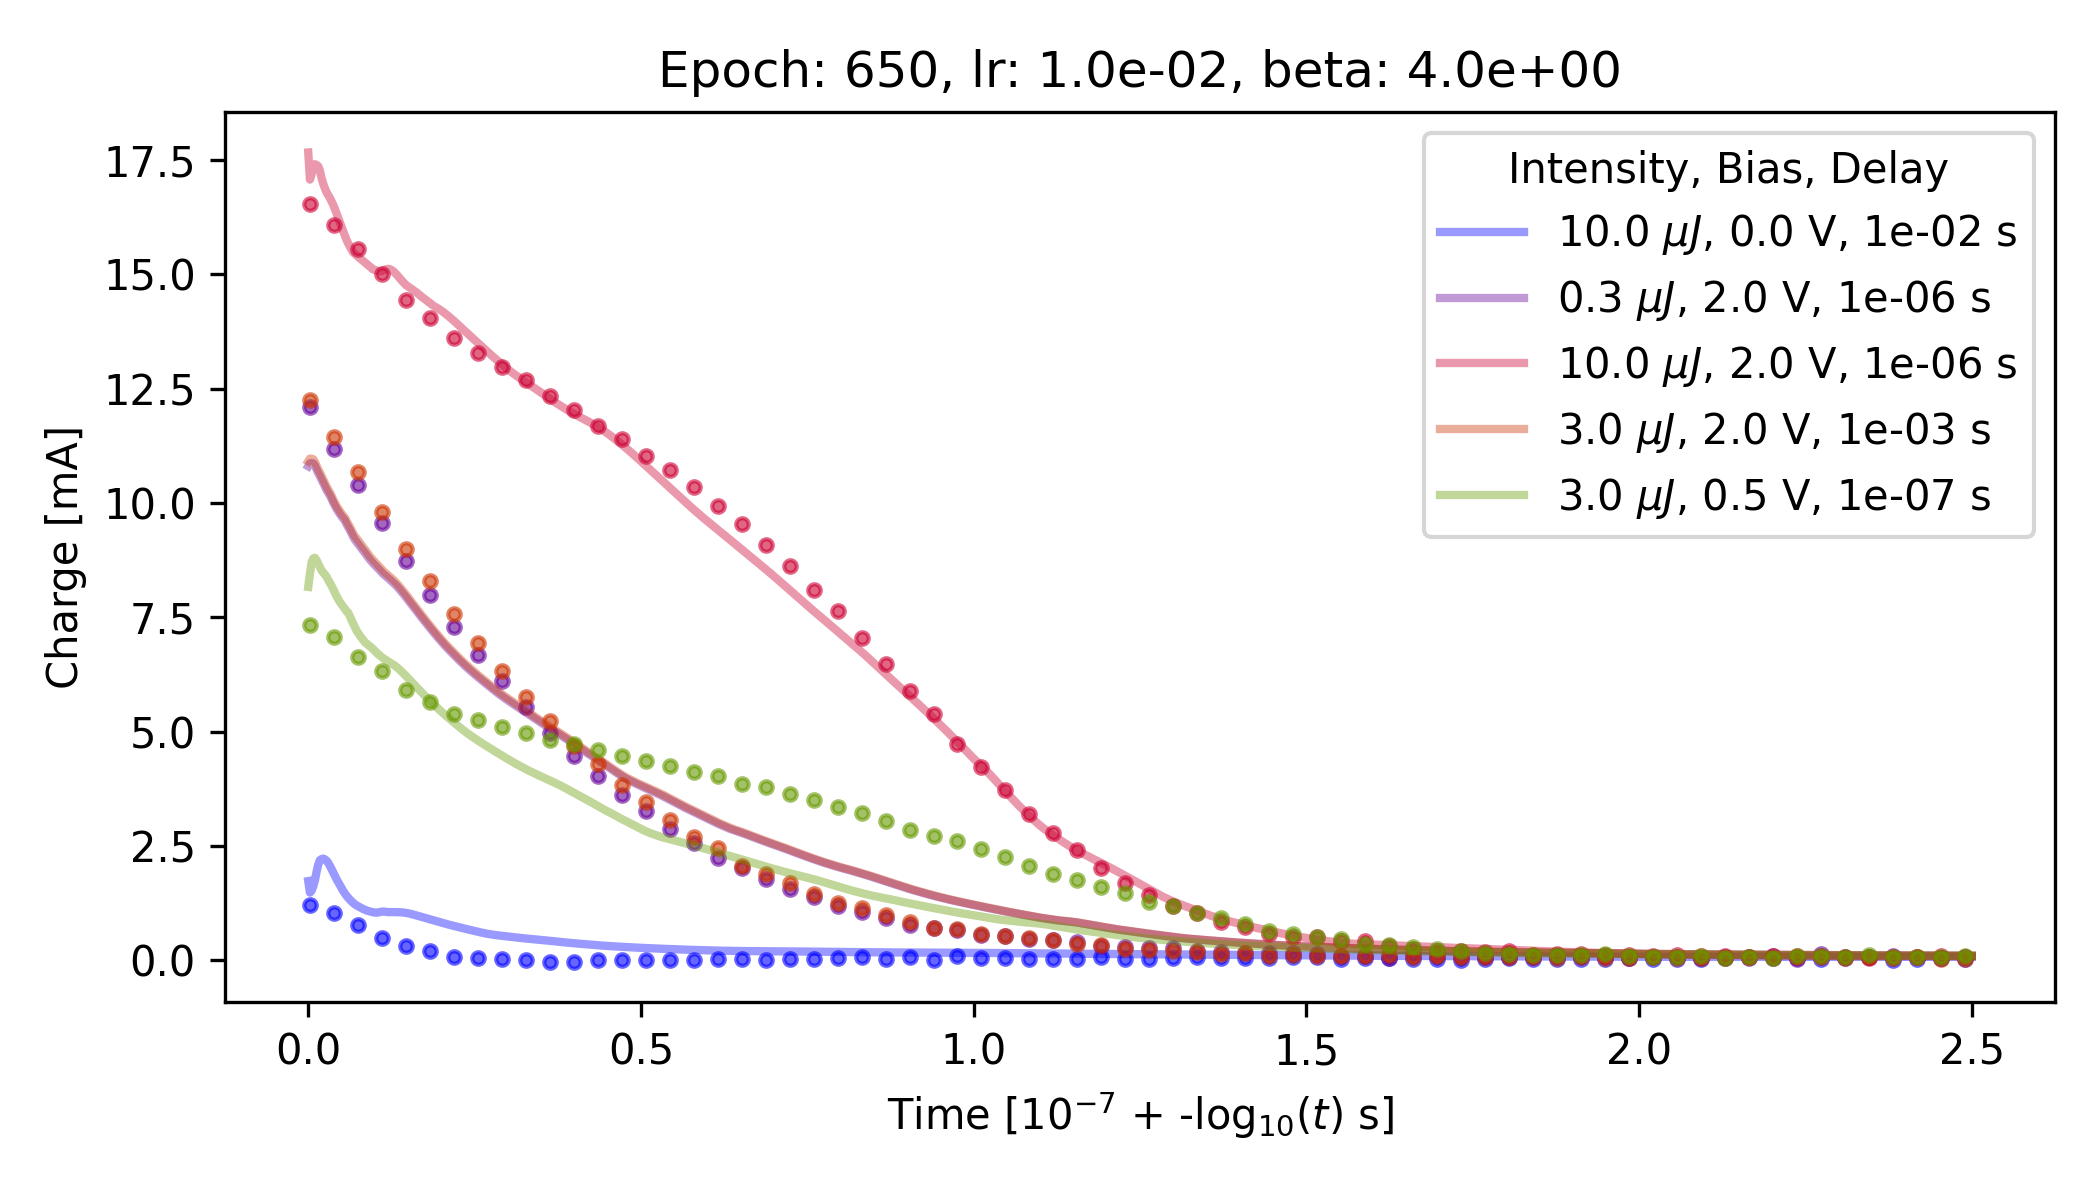 Epoch: 650, lr: 1.0e-02, beta: 4.0e+00
Charge [mA]
17.5
15.0
12.5
10.0
7.5
5.0
2.5
0.0
Intensity, Bias, Delay
10.0 μJ, 0.0 V, 1e-02 s
0.3 μJ, 2.0 V, 1e-06 s
10.0 μJ, 2.0 V, 1e-06 s
3.0 μJ, 2.0 V, 1e-03 s
3.0 μJ, 0.5 V, 1e-07 s
0.0 0.5 1.0 1.5 2.0 2.5
Time [10⁻⁷ + -log₁₀(t) s]